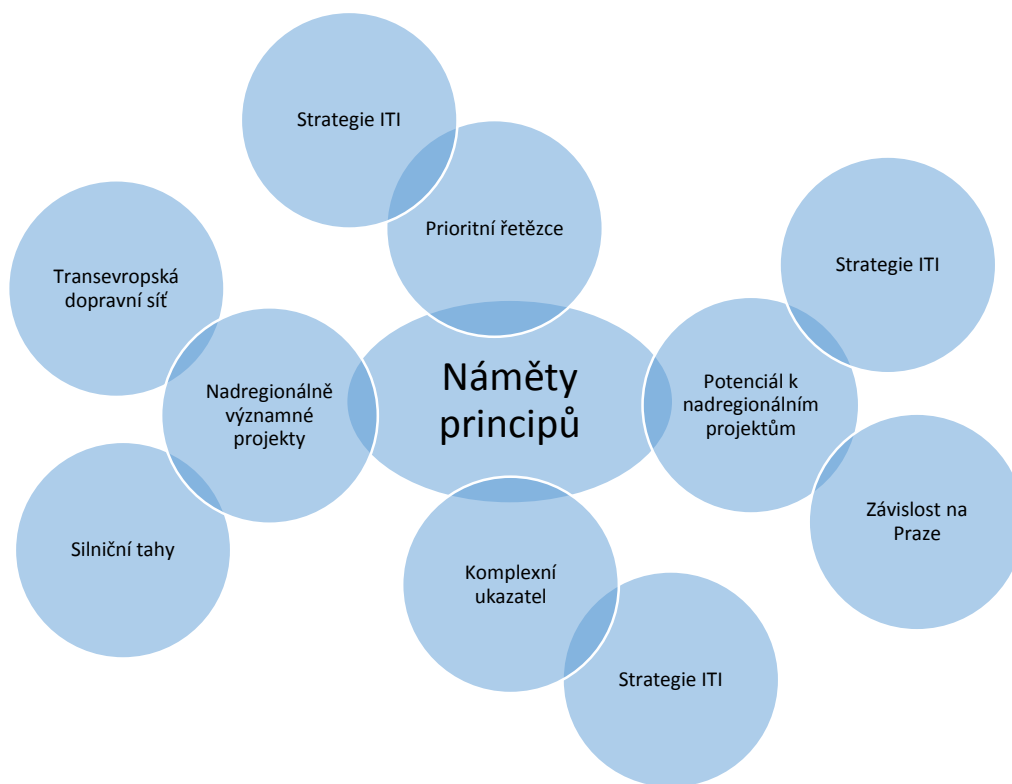 Strategie ITI
Prioritní řetězce
Strategie ITI
Transevropská
dopravní síť
Náměty
principů
Nadregionálně
významné
projekty
Potenciál k
nadregionálním
projektům
Závislost na
Praze
Silniční tahy
Komplexní
ukazatel
Strategie ITI